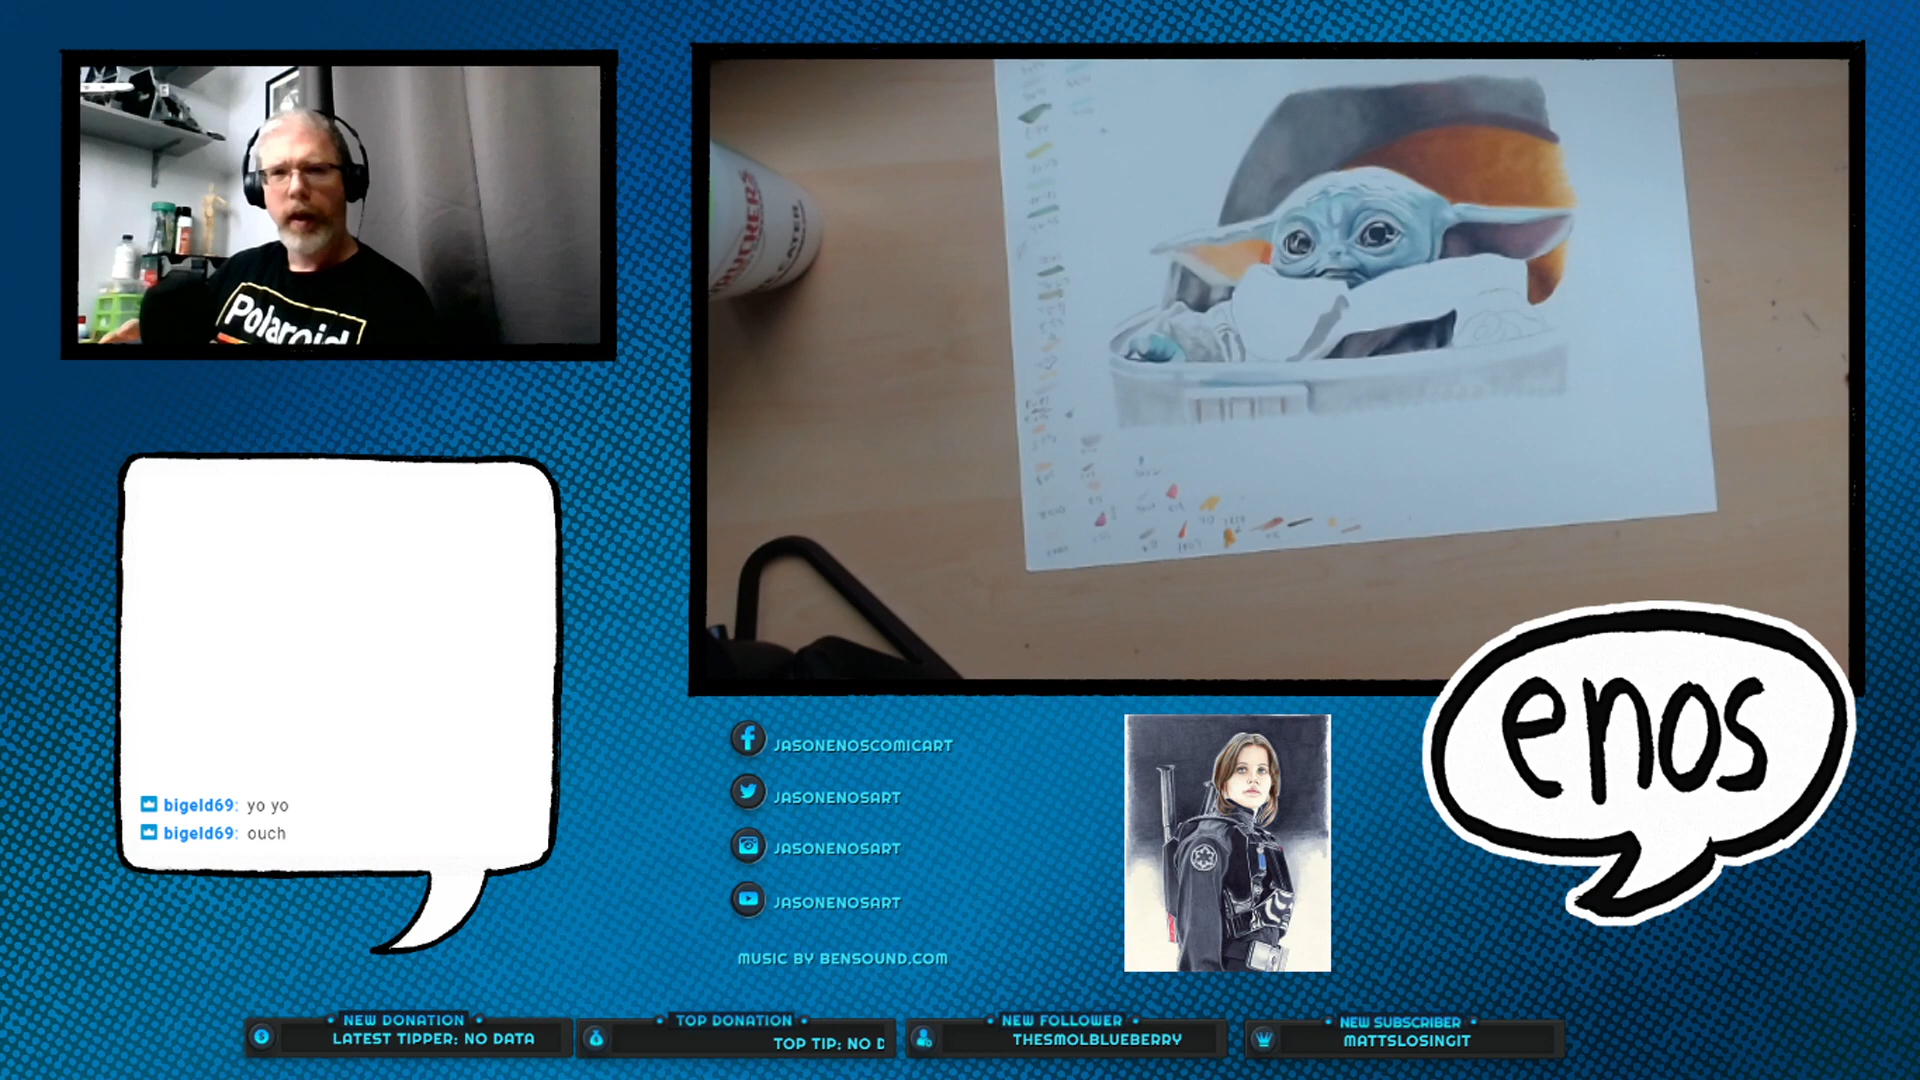 Polaroid
bigeld69: yo yo
bigeld69: ouch
JASONENOSCOMICART
JASONENOSART
JASONENOSART
JASONENOSART
MUSIC BY BENSOUND.COM
enos
NEW DONATION
LATEST TIPPER: NO DATA
TOP DONATION
TOP TIP: NO D
NEW FOLLOWER
THESMOLBLUEBERRY
NEW SUBSCRIBER
MATTSLOSINGIT